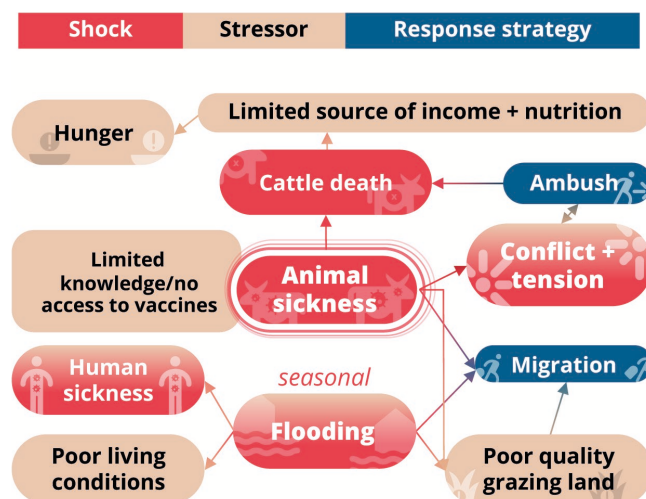 Shock
Stressor
Response strategy
Limited source of income + nutrition
Hunger
Cattle death
Ambush
Limited
knowledge/no
access to vaccines
Animal
sickness
Conflict +
tension
Human
sickness
seasonal
Flooding
Migration
Poor living
conditions
Poor quality
grazing land